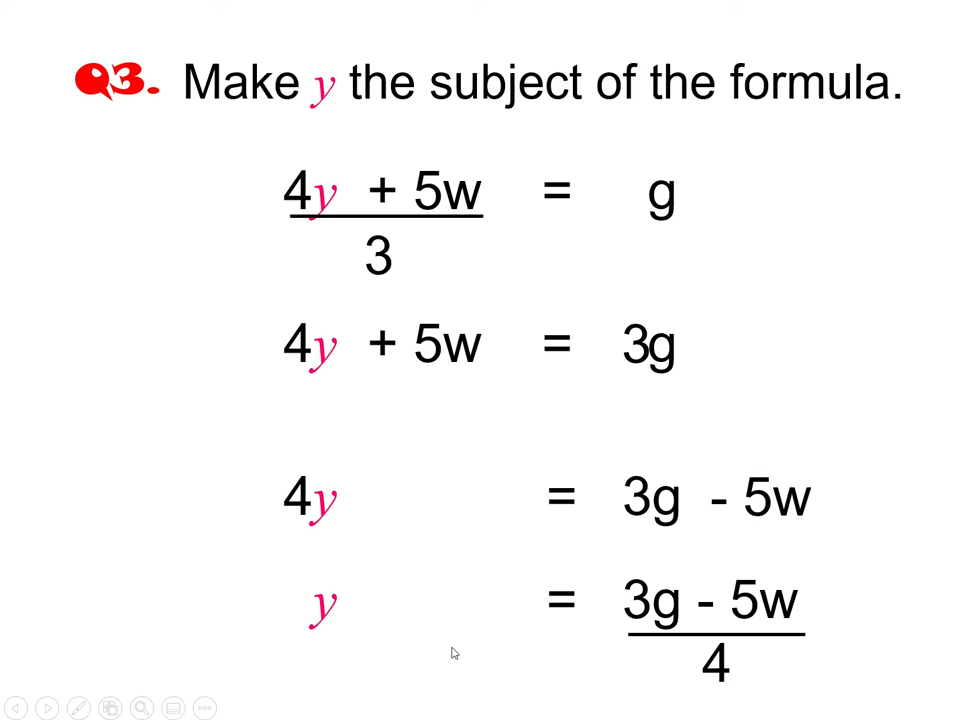 Q3. Make y the subject of the formula.
4y + 5w = g
3
4y + 5w = 3g
4y = 3g - 5w
y = 3g - 5w
4